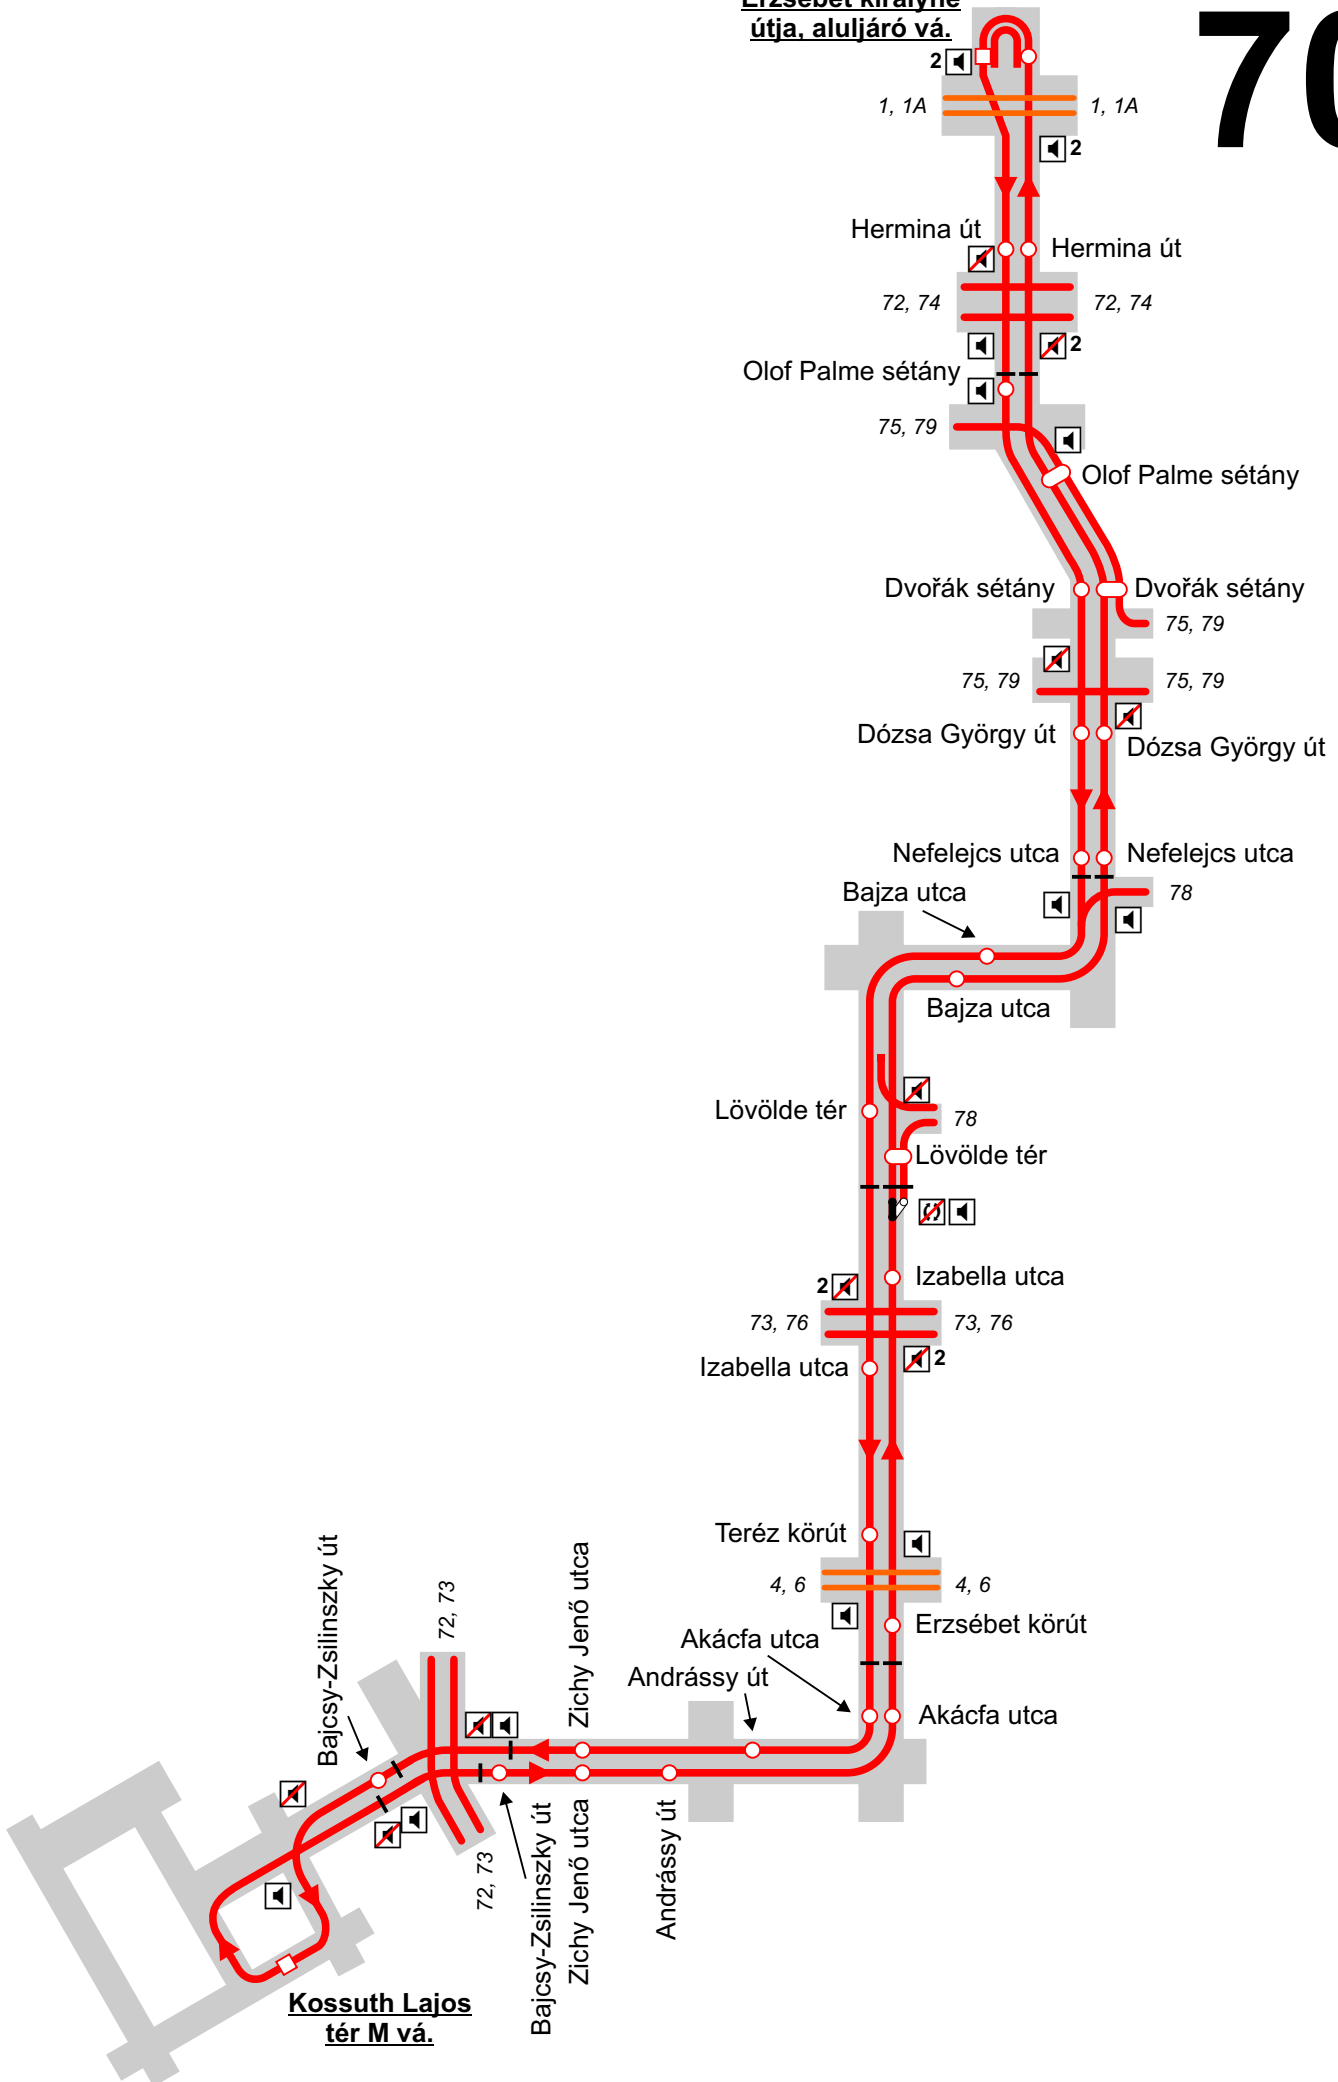 Erzsébet királyné
útja, aluljáró vá.
70
2
1, 1A
1, 1A
2
Hermina út
Hermina út
72, 74
72, 74
2
Olof Palme sétány
75, 79
Olof Palme sétány
Dvořák sétány
Dvořák sétány
75, 79
75, 79
75, 79
Dózsa György út
Dózsa György út
Nefelejcs utca
Nefelejcs utca
Bajza utca
78
Bajza utca
Lövölde tér
78
Lövölde tér
Izabella utca
2
73, 76
73, 76
Izabella utca
2
Teréz körút
4, 6
4, 6
Erzsébet körút
Akácfa utca
Andrássy út
Akácfa utca
Bajcsy-Zsilinszky út
72, 73
Zichy Jenő utca
72, 73
Bajcsy-Zsilinszky út
Zichy Jenő utca
Andrássy út
Kossuth Lajos
tér M vá.